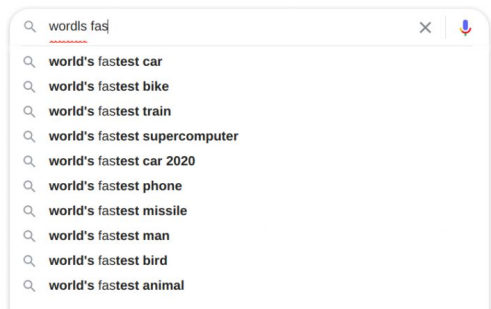 wordls fas
world's fastest car
world's fastest bike
world's fastest train
world's fastest supercomputer
world's fastest car 2020
world's fastest phone
world's fastest missile
world's fastest man
world's fastest bird
world's fastest animal